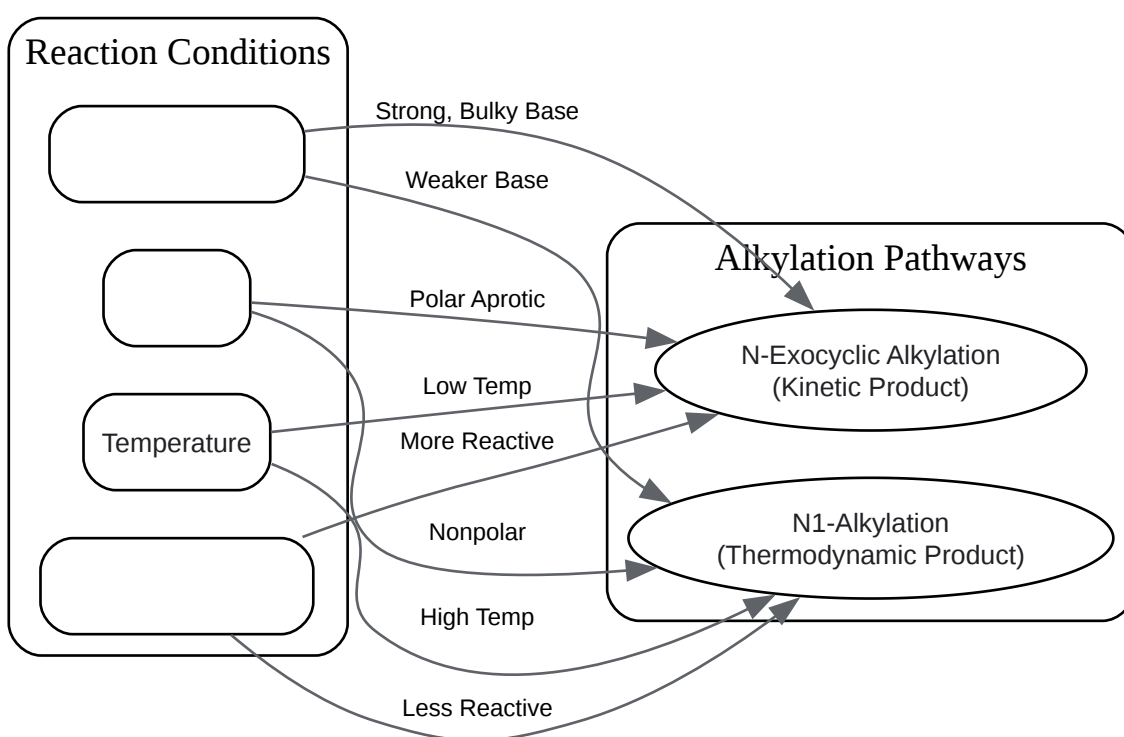 Reaction Conditions
Strong, Bulky Base
Weaker Base
Alkylation Pathways
Polar Aprotic
N-Exocyclic Alkylation
(Kinetic Product)
Low Temp
Temperature
More Reactive
Nonpolar
N1-Alkylation
(Thermodynamic Product)
High Temp
Less Reactive